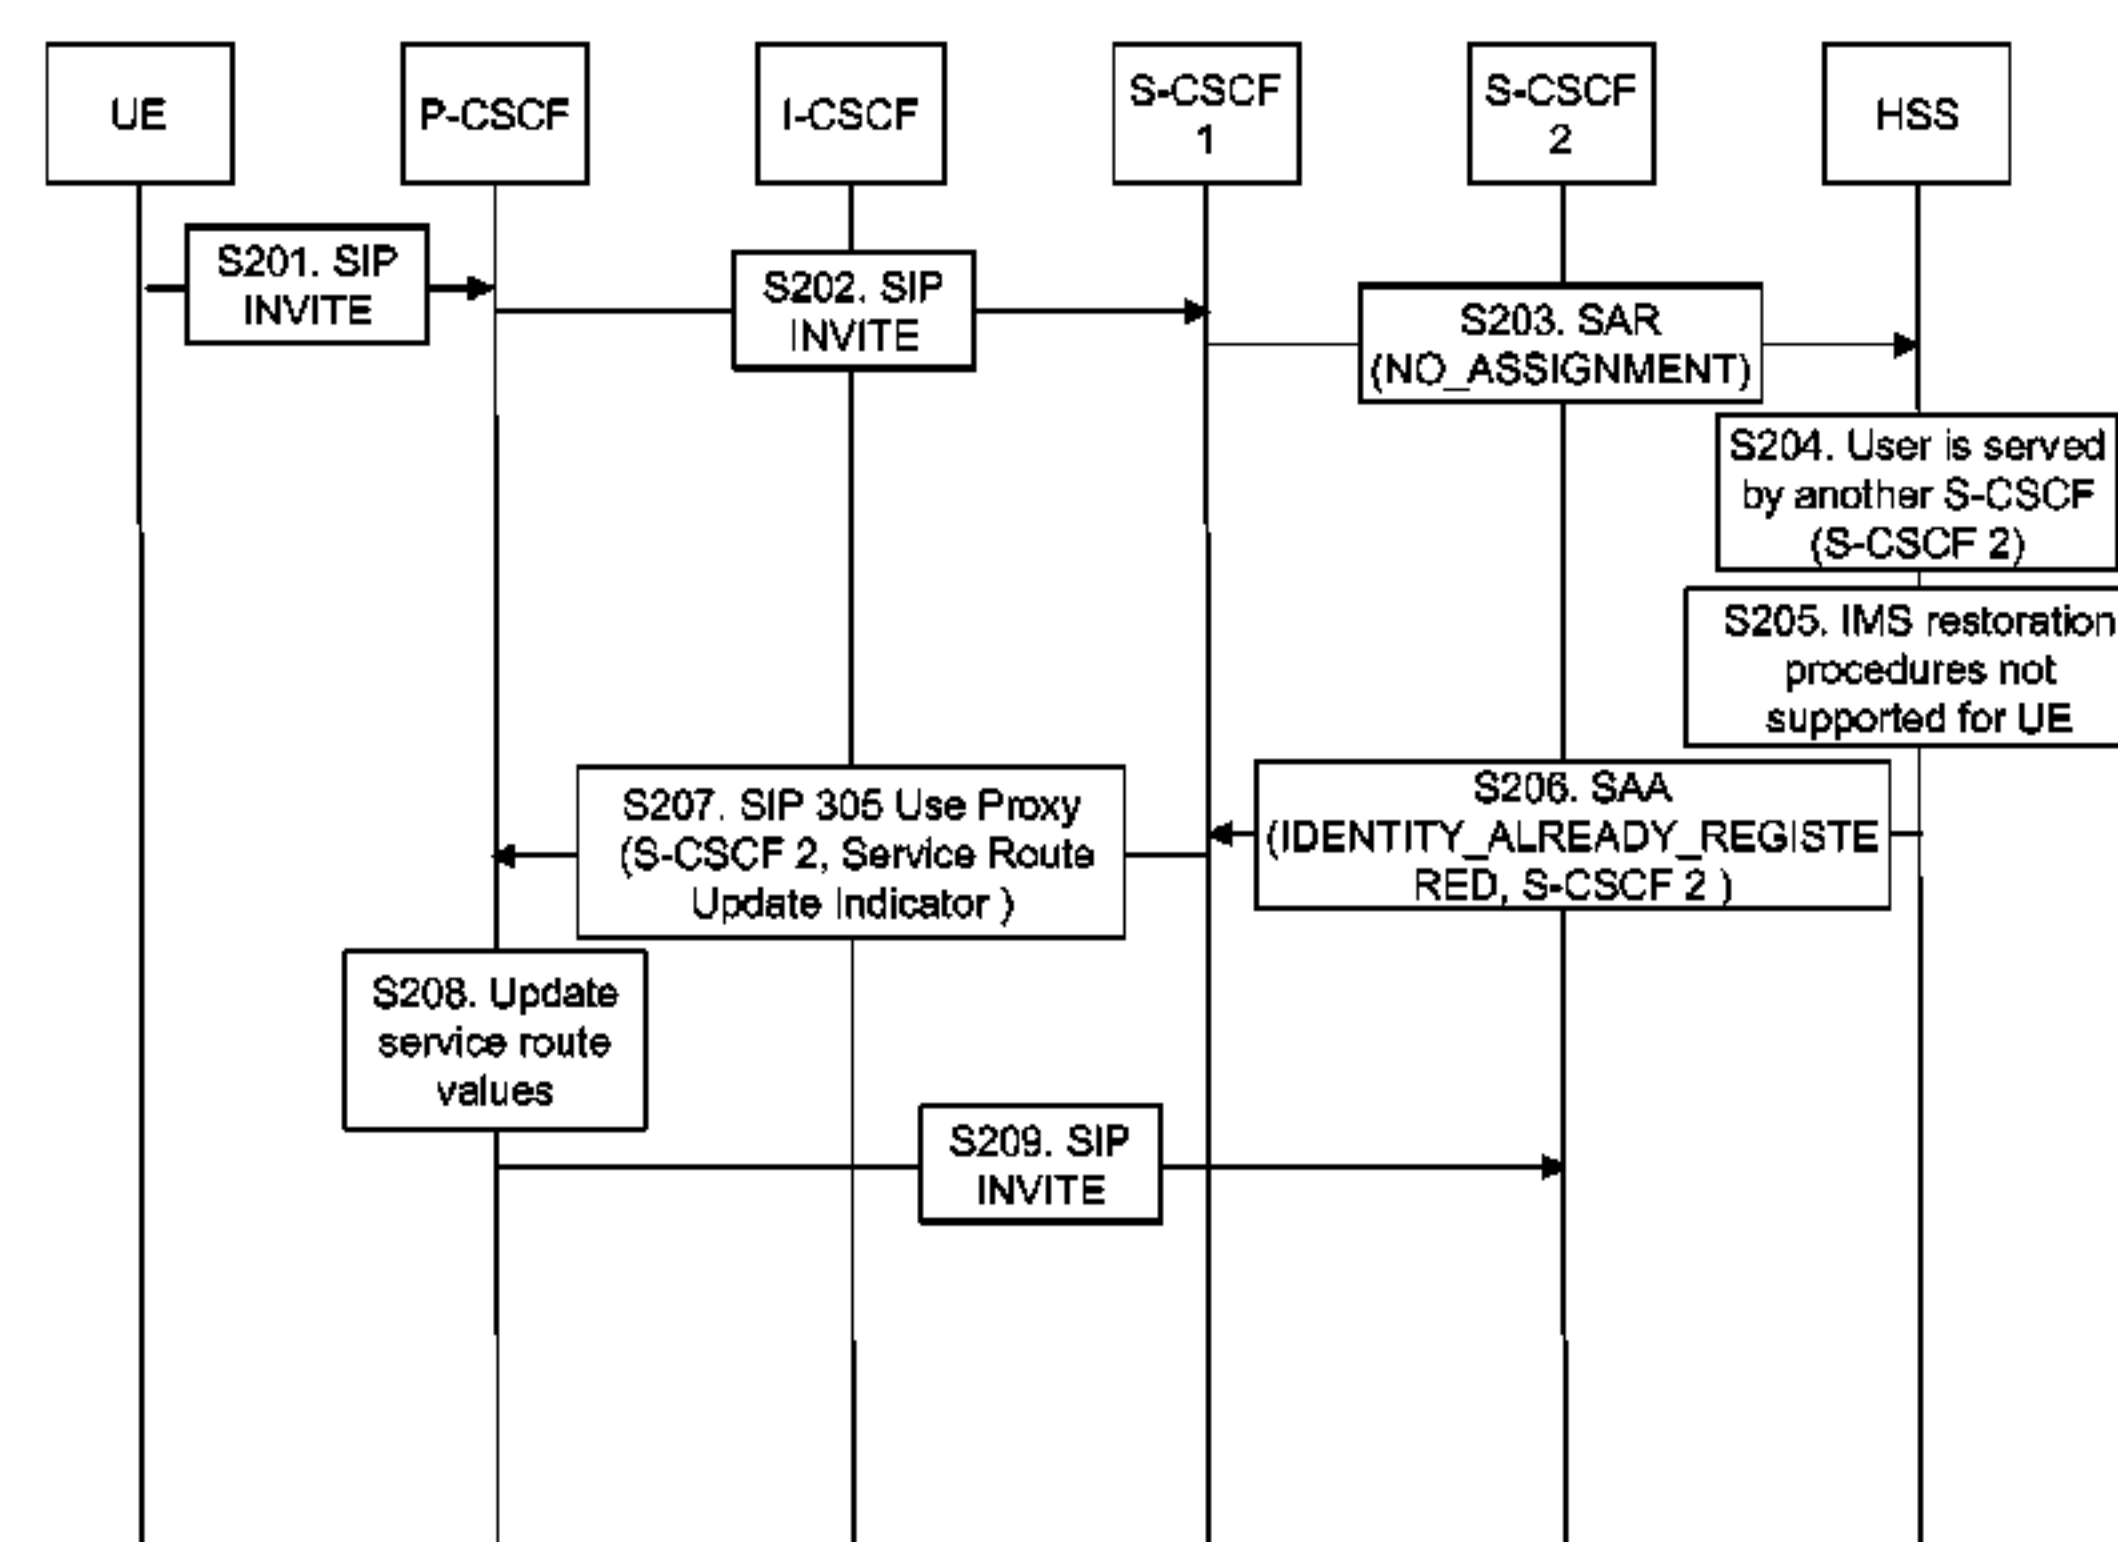 UE
P-CSCF
I-CSCF
S-CSCF
1
S-CSCF
2
HSS
S201. SIP
INVITE
S202. SIP
INVITE
S203. SAR
(NO_ASSIGNMENT)
S204. User is served
by another S-CSCF
(S-CSCF 2)
S205. IMS restoration
procedures not
supported for UE
S206. SAA
(IDENTITY_ALREADY_REGISTE
RED, S-CSCF 2 )
S207. SIP 305 Use Proxy
(S-CSCF 2, Service Route
Update Indicator )
S208. Update
service route
values
S209. SIP
INVITE